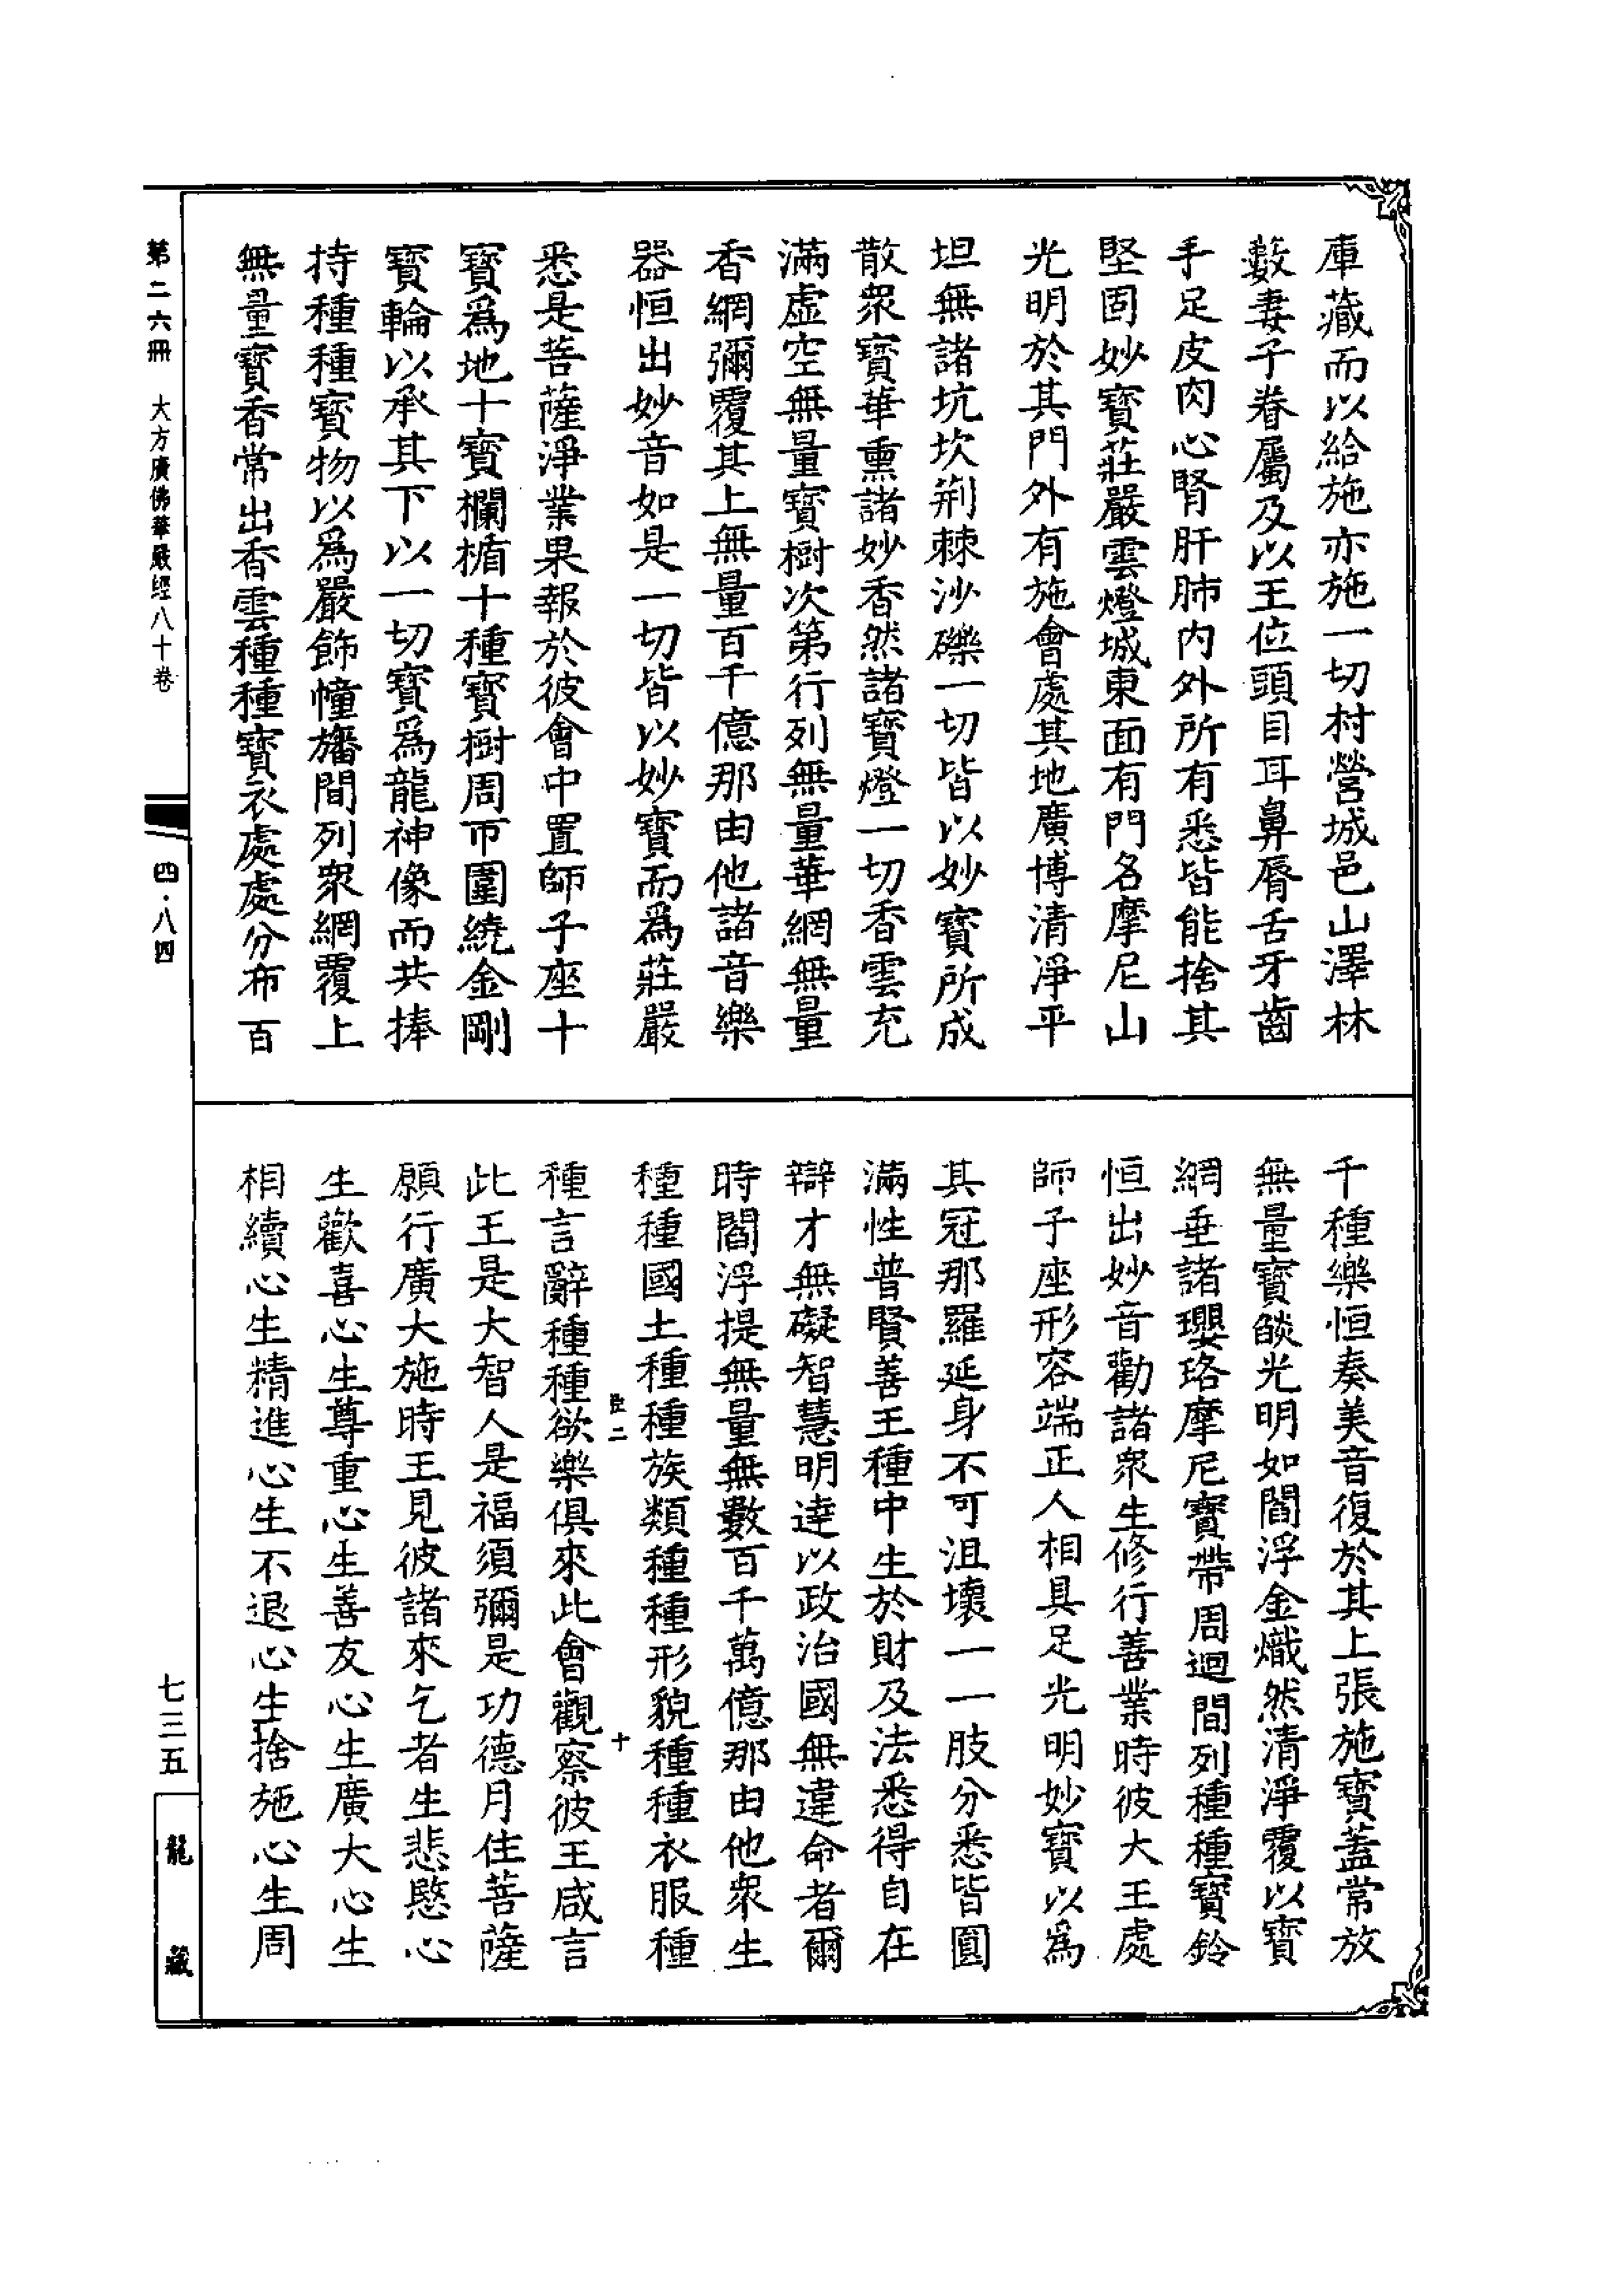 庫藏而以給施亦施一切村營城邑山澤林
藪妻子眷屬及以王位頭目耳鼻脣舌牙齒
手足皮肉心腎肝肺内外所有悉皆能捨其
堅固妙寶莊嚴雲燈城東面有門名摩尼山
光明於其門外有施會處其地廣博清淨平
坦無諸坑坎荆棘沙礫一切皆以妙寶所成
散衆寶華熏諸妙香然諸寶燈一切香雲充
滿虚空無量寶樹次第行列無量華網無量
香網彌覆其上無量百千億那由他諸音樂
器恒出妙音如是一切皆以妙寶而爲莊嚴
悉是菩薩淨業果報於彼會中置師子座十
寶爲地十寶欄楯十種寶樹周帀圍繞金剛
寶輪以承其下以一切寶爲龍神像而共捧
持種種寶物以爲嚴飾幢旛間列衆網覆上
無量寶香常出香雲種種寶衣處處分布百
千種樂恒奏美音復於其上張施寶蓋常放
無量寶燄光明如閻浮金熾然清淨覆以寶
網垂諸瓔珞摩尼寶帶周迴間列種種寶鈴
恒出妙音勸諸衆生修行善業時彼大王處
師子座形容端正人相具足光明妙寶以爲
其冠那羅延身不可沮壞一一肢分悉皆圓
滿性普賢善王種中生於財及法悉得自在
辯才無礙智慧明達以政治國無違命者爾
時閻浮提無量無數百千萬億那由他衆生
種種國土種種族類種種形貌種種衣服種
二 十
種言辭種種欲樂俱來此會觀察彼王咸言
此王是大智人是福須彌是功德月住菩薩
願行廣大施時王見彼諸來乞者生悲愍心
生歡喜心生尊重心生善友心生廣大心生
相續心生精進心生不退心生捨施心生周
第二六冊 大方廣佛華嚴經八十卷
四·八四
七三五
龍藏